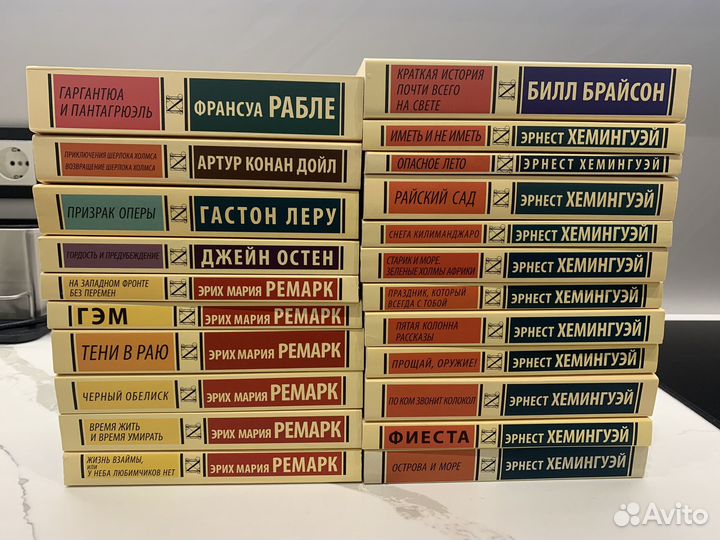 ГАРГАНТЮА
И ПАНТАГРЮЭЛЬ
ФРАНСУА РАБЛЕ
ПРИКЛЮЧЕНИЯ ШЕРЛОКА ХОЛМСА
ВОЗВРАЩЕНИЕ ШЕРЛОКА ХОЛМСА
АРТУР КОНАН ДОЙЛ
ПРИЗРАК ОПЕРЫ
ГАСТОН ЛЕРУ
ГОРДОСТЬ И ПРЕДУБЕЖДЕНИЕ
ДЖЕЙН ОСТЕН
НА ЗАПАДНОМ ФРОНТЕ
БЕЗ ПЕРЕМЕН
ЭРИХ МАРИЯ РЕМАРК
ГЭМ
ЭРИХ МАРИЯ РЕМАРК
ТЕНИ В РАЮ
ЭРИХ МАРИЯ РЕМАРК
ЧЕРНЫЙ ОБЕЛИСК
ЭРИХ МАРИЯ РЕМАРК
ВРЕМЯ ЖИТЬ
И ВРЕМЯ УМИРАТЬ
ЭРИХ МАРИЯ РЕМАРК
ЖИЗНЬ ВЗАЙМЫ,
ИЛИ
У НЕБА ЛЮБИМЧИКОВ НЕТ
ЭРИХ МАРИЯ РЕМАРК
КРАТКАЯ ИСТОРИЯ
ПОЧТИ ВСЕГО
НА СВЕТЕ
БИЛЛ БРАЙСОН
ИМЕТЬ И НЕ ИМЕТЬ
ЭРНЕСТ ХЕМИНГУЭЙ
ОПАСНОЕ ЛЕТО
ЭРНЕСТ ХЕМИНГУЭЙ
РАЙСКИЙ САД
ЭРНЕСТ ХЕМИНГУЭЙ
СНЕГА КИЛИМАНДЖАРО
ЭРНЕСТ ХЕМИНГУЭЙ
СТАРИК И МОРЕ.
ЗЕЛЕНЫЕ ХОЛМЫ АФРИКИ
ЭРНЕСТ ХЕМИНГУЭЙ
ПРАЗДНИК, КОТОРЫЙ
ВСЕГДА С ТОБОЙ
ЭРНЕСТ ХЕМИНГУЭЙ
ПЯТАЯ КОЛОННА
РАССКАЗЫ
ЭРНЕСТ ХЕМИНГУЭЙ
ПРОЩАЙ, ОРУЖИЕ!
ЭРНЕСТ ХЕМИНГУЭЙ
ПО КОМ ЗВОНИТ КОЛОКОЛ
ЭРНЕСТ ХЕМИНГУЭЙ
ФИЕСТА
ЭРНЕСТ ХЕМИНГУЭЙ
ОСТРОВА И МОРЕ
ЭРНЕСТ ХЕМИНГУЭЙ
Avito